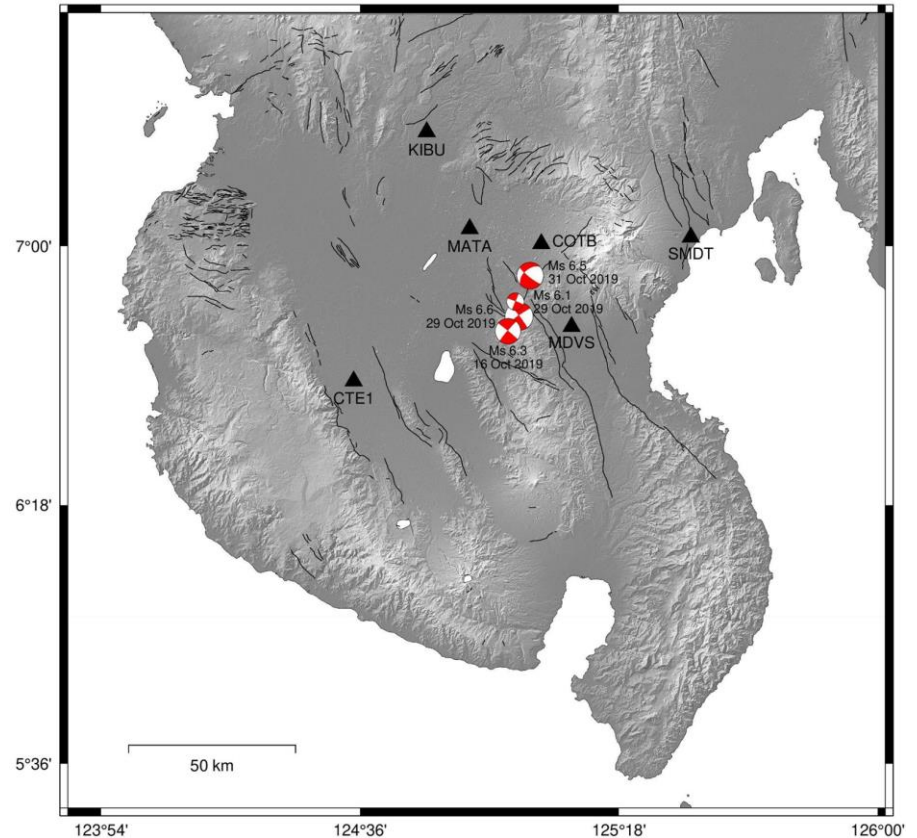 KIBU
MATA
COTB
SMDT
7°00'
Ms 6.5
31 Oct 2019
Ms 6.1
29 Oct 2019
Ms 6.6
29 Oct 2019
MDVS
Ms 6.3
16 Oct 2019
CTE1
6°18'
50 km
5°36'
123°54'
124°36'
125°18'
126°00'